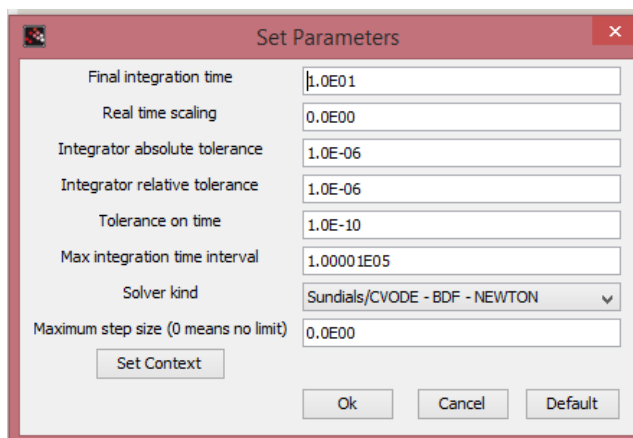 Set Parameters
Final integration time 1.0E01
Real time scaling 0.0E00
Integrator absolute tolerance 1.0E-06
Integrator relative tolerance 1.0E-06
Tolerance on time 1.0E-10
Max integration time interval 1.00001E05
Solver kind Sundials/CVODE - BDF - NEWTON
Maximum step size (0 means no limit) 0.0E00
Set Context
Ok Cancel Default